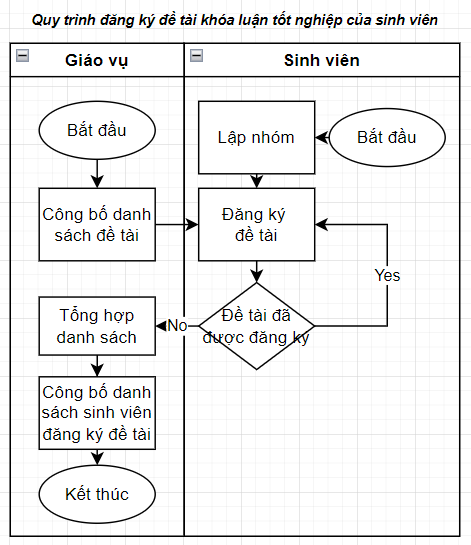 Quy trình đăng ký đề tài khóa luận tốt nghiệp của sinh viên
Giáo vụ
Sinh viên
Bắt đầu
Lập nhóm
Bắt đầu
Công bố danh
sách đề tài
Đăng ký
đề tài
Yes
Tổng hợp
danh sách
No
Đề tài đã
được đăng ký
Công bố danh
sách sinh viên
đăng ký đề tài
Kết thúc